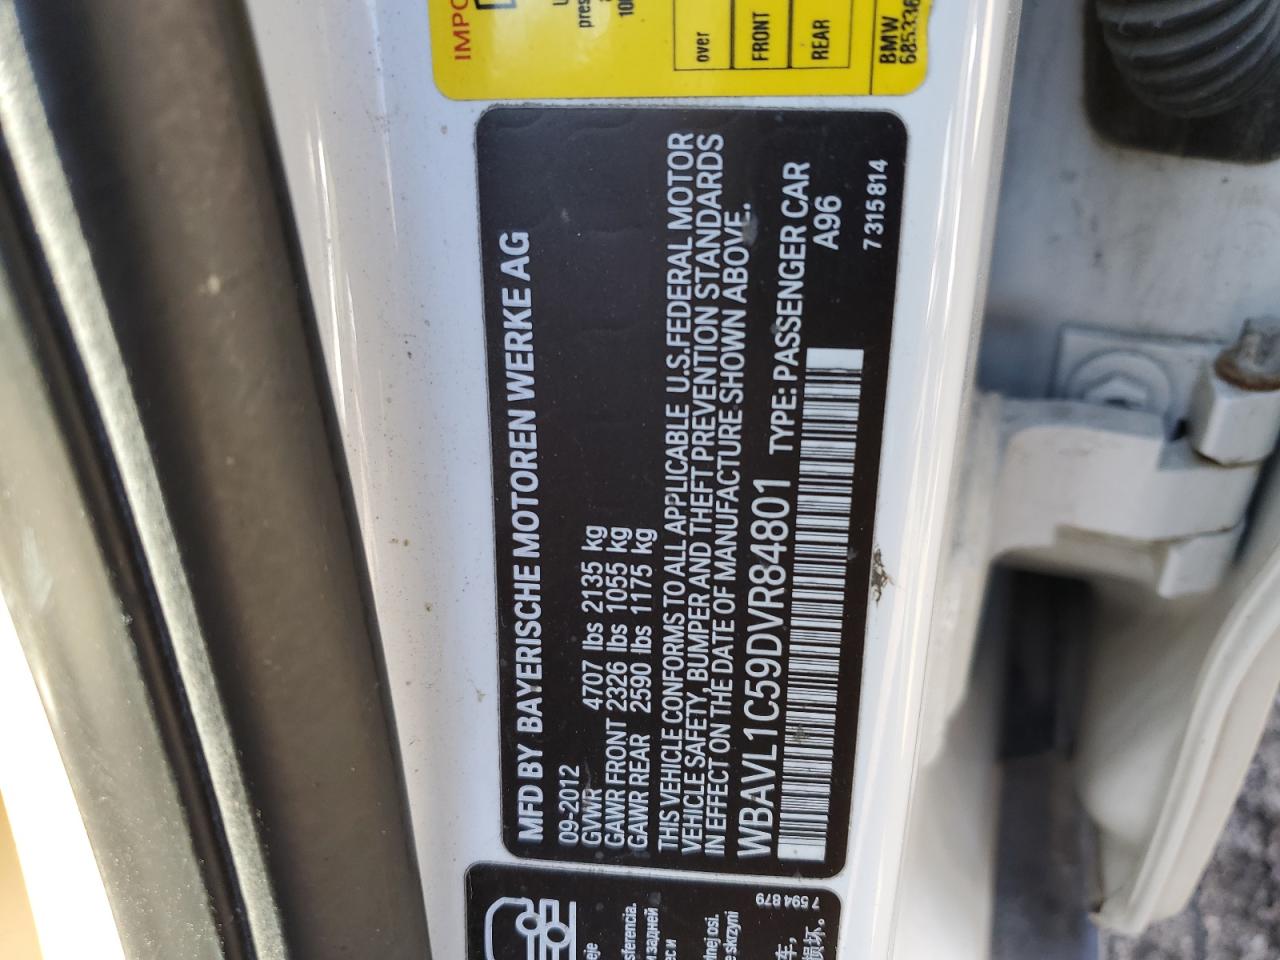 MFD BY BAYERISCHE MOTOREN WERKE AG
09-2012
GVWR 4707 lbs 2135 kg
GAWR FRONT 2326 lbs 1055 kg
GAWR REAR 2590 lbs 1175 kg
THIS VEHICLE CONFORMS TO ALL APPLICABLE U.S.FEDERAL MOTOR
VEHICLE SAFETY, BUMPER AND THEFT PREVENTION STANDARDS
IN EFFECT ON THE DATE OF MANUFACTURE SHOWN ABOVE.
WBAVL1C59DVR84801 TYPE: PASSENGER CAR
A96
7 315 814
over
FRONT
REAR
BMW
7 594 879